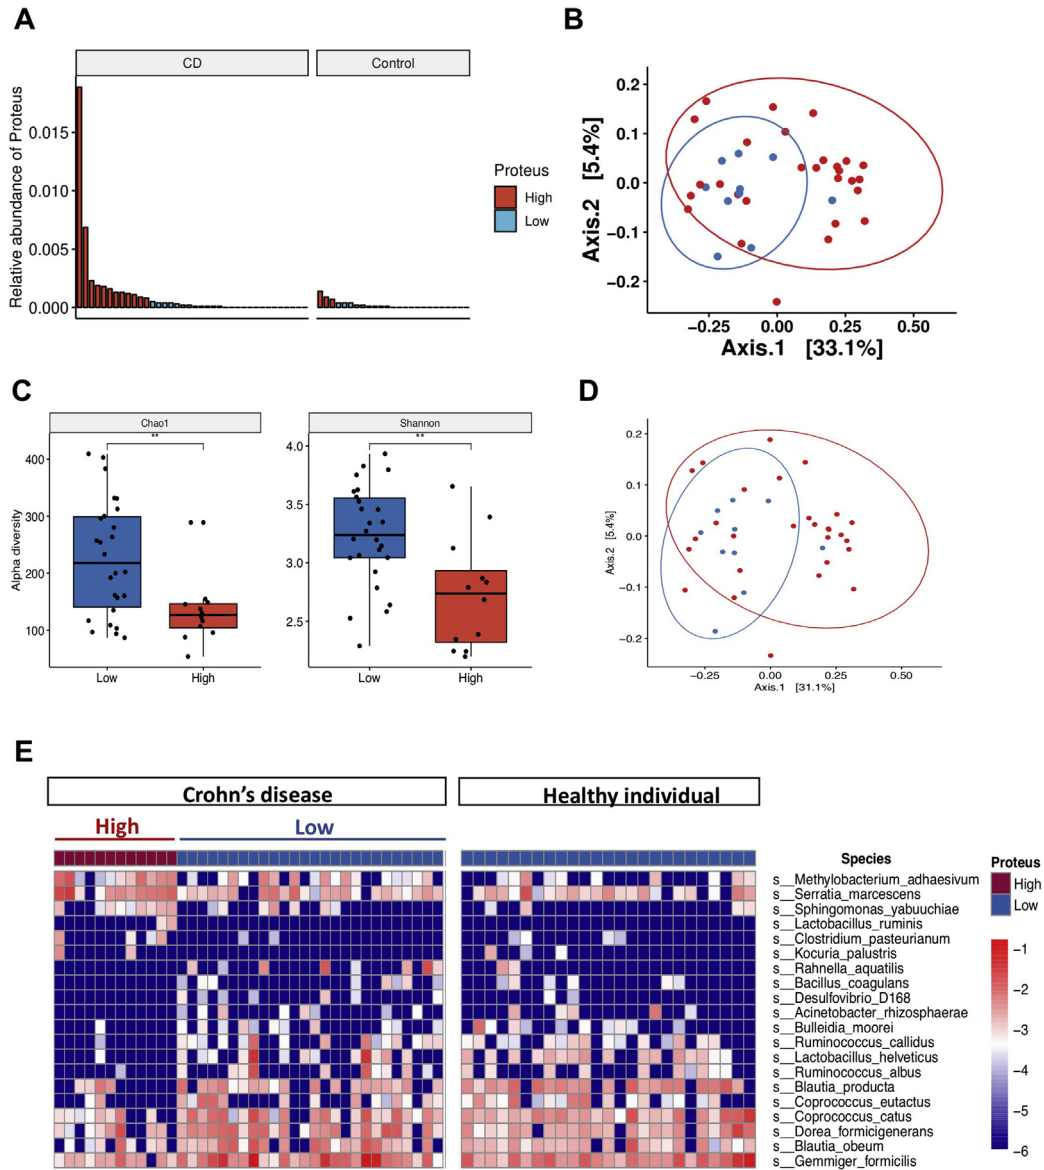 A
CD
Control
Relative abundance of Proteus
0.015
0.010
0.005
0.000
Proteus
High
Low
B
0.2
0.1
0.0
−0.1
−0.2
Axis.2 [5.4%]
−0.25
0.00
0.25
0.50
Axis.1 [33.1%]
C
Chao1
Shannon
**
**
Alpha diversity
400
300
200
100
Low
High
4.0
3.5
3.0
2.5
Low
High
D
0.2
0.1
0.0
−0.1
−0.2
Axis.2 [5.4%]
−0.25
0.00
0.25
0.50
Axis.1 [31.1%]
E
Crohn's disease
Healthy individual
High
Low
Species
s__Methylobacterium_adhaesivum
s__Serratia_marcescens
s__Sphingomonas_yabuuchiae
s__Lactobacillus_ruminis
s__Clostridium_pasteurianum
s__Kocuria_palustris
s__Rahnella_aquatilis
s__Bacillus_coagulans
s__Desulfovibrio_D168
s__Acinetobacter_rhizosphaerae
s__Bulleidia_moorei
s__Ruminococcus_callidus
s__Lactobacillus_helveticus
s__Ruminococcus_albus
s__Blautia_producta
s__Coprococcus_eutactus
s__Coprococcus_catus
s__Dorea_formicigenerans
s__Blautia_obeum
s__Gemmiger_formicilis
Proteus
High
Low
−1
−2
−3
−4
−5
−6